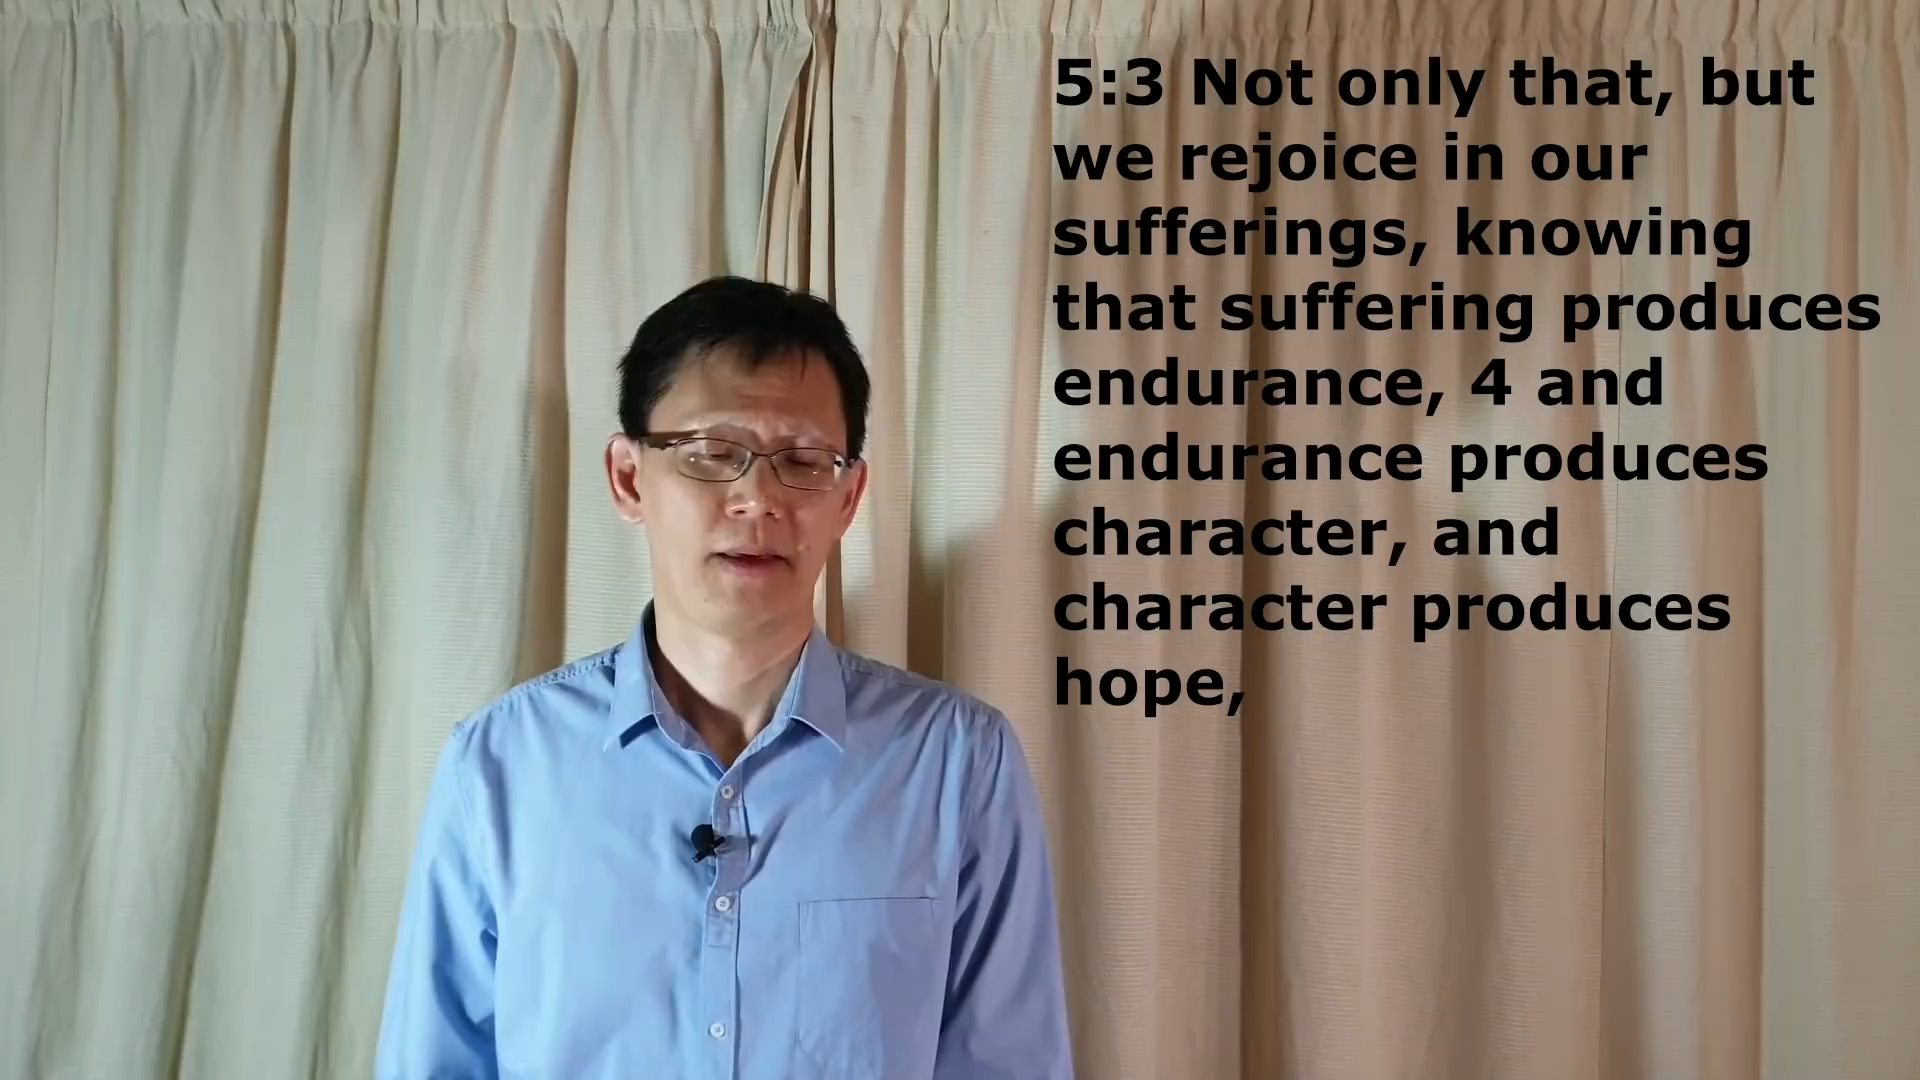 5:3 Not only that, but
we rejoice in our
sufferings, knowing
that suffering produces
endurance, 4 and
endurance produces
character, and
character produces
hope,